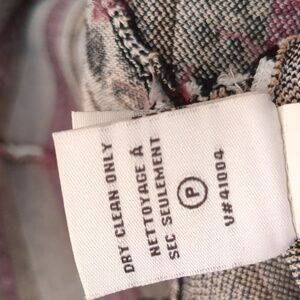 DRY CLEAN ONLY
NETTOYAGE À
SEC SEULEMENT
P
V#41004